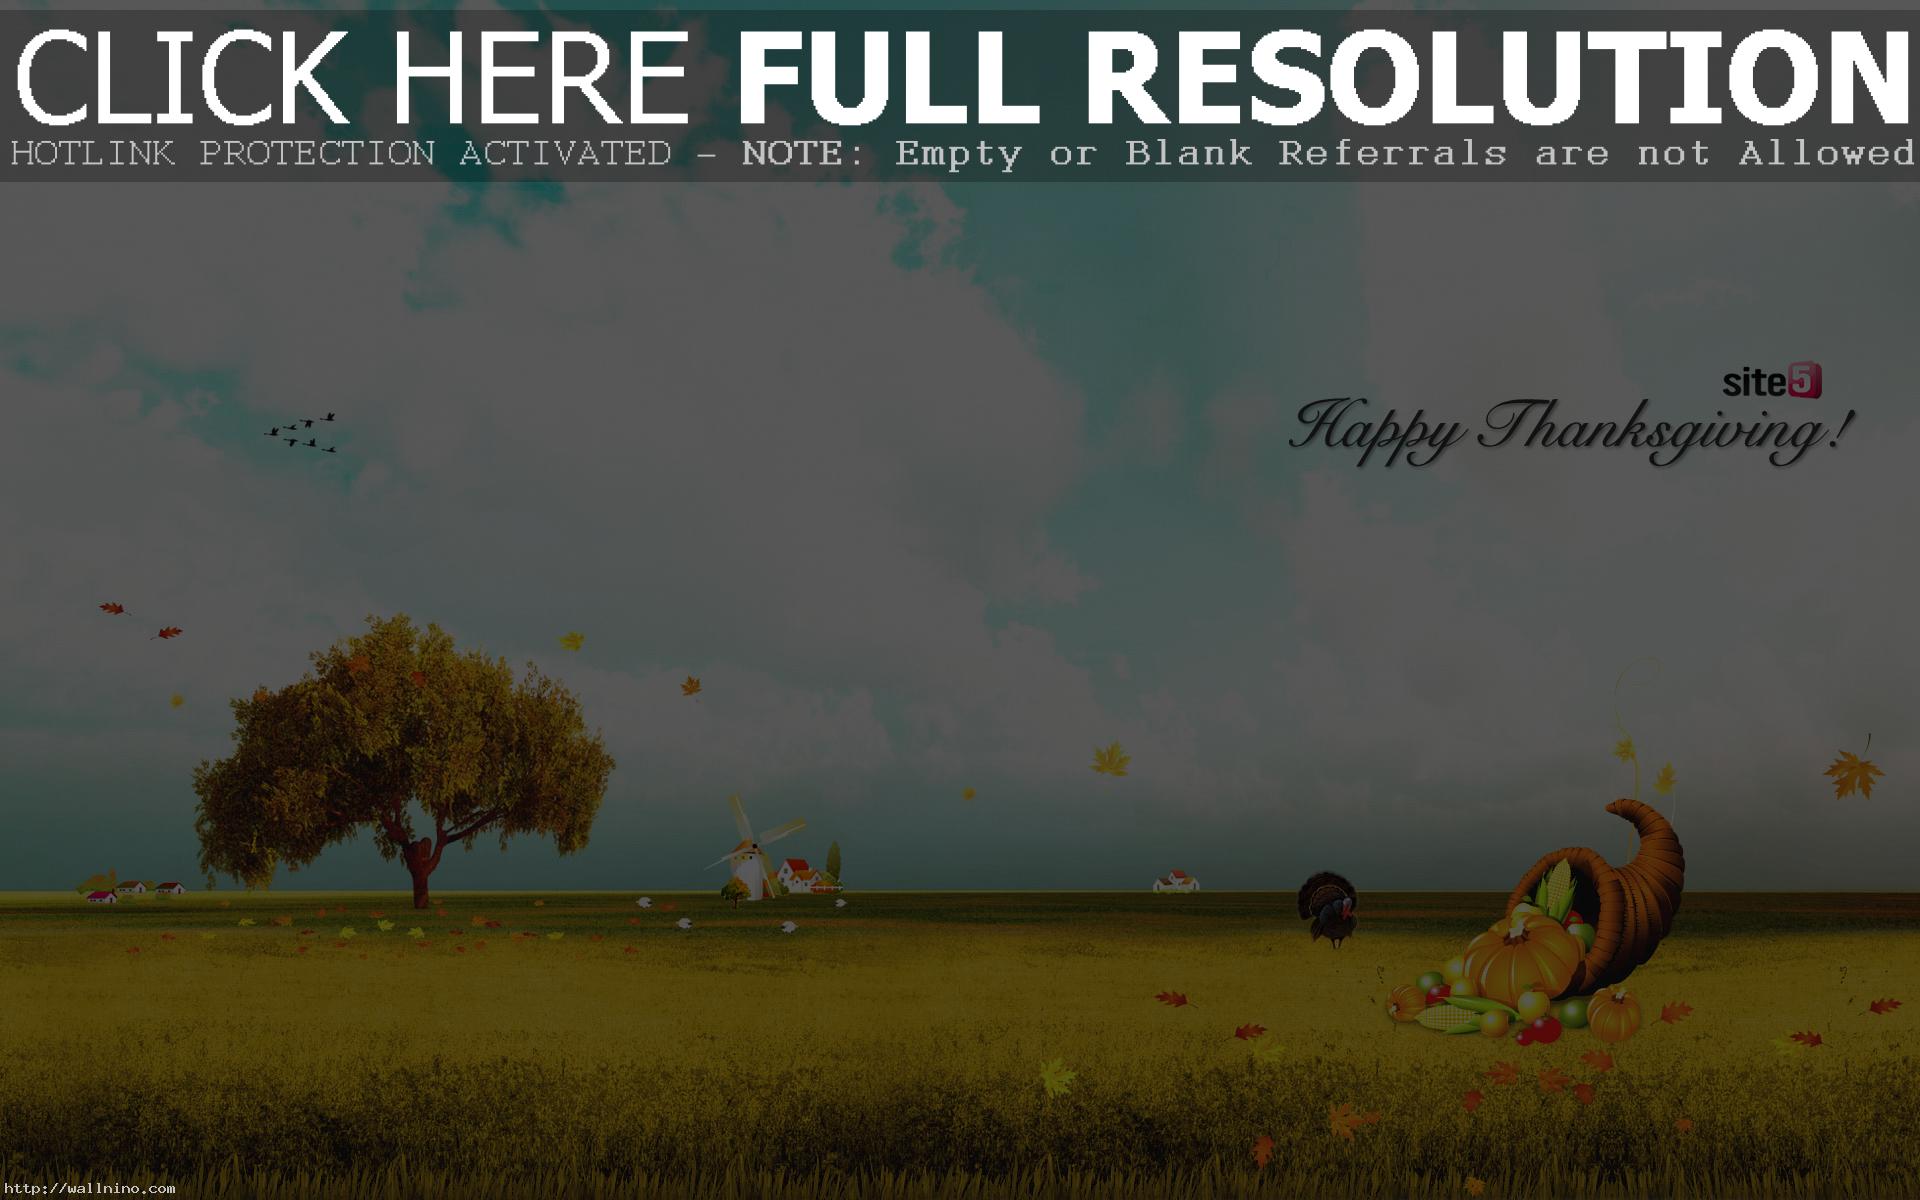 CLICK HERE FULL RESOLUTION
HOTLINK PROTECTION ACTIVATED – NOTE: Empty or Blank Referrals are not Allowed
site5
Happy Thanksgiving!
http://wallnino.com